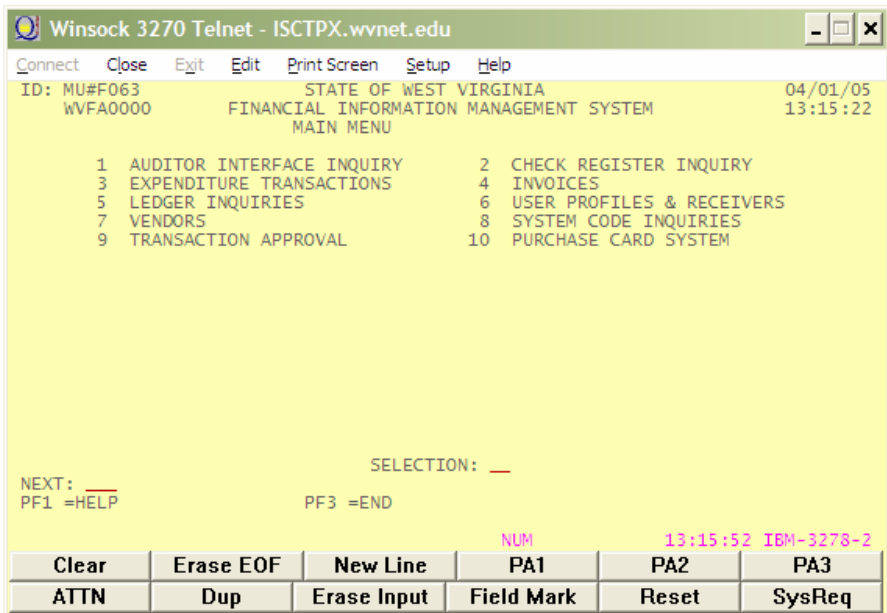 Winsock 3270 Telnet - ISCTPX.wvnet.edu
Connect Close Exit Edit Print Screen Setup Help
ID: MU#F063 STATE OF WEST VIRGINIA 04/01/05
WVFA0000 FINANCIAL INFORMATION MANAGEMENT SYSTEM 13:15:22
MAIN MENU
1 AUDITOR INTERFACE INQUIRY 2 CHECK REGISTER INQUIRY
3 EXPENDITURE TRANSACTIONS 4 INVOICES
5 LEDGER INQUIRIES 6 USER PROFILES & RECEIVERS
7 VENDORS 8 SYSTEM CODE INQUIRIES
9 TRANSACTION APPROVAL 10 PURCHASE CARD SYSTEM
SELECTION: __
NEXT: ___
PF1 =HELP PF3 =END
NUM 13:15:52 IBM-3278-2
Clear Erase EOF New Line PA1 PA2 PA3
ATTN Dup Erase Input Field Mark Reset SysReq